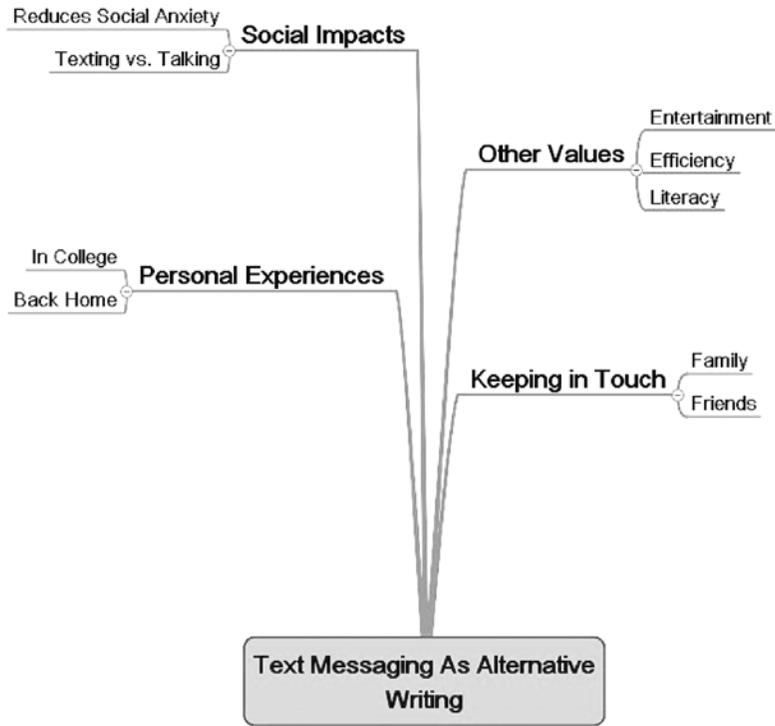 Reduces Social Anxiety
Social Impacts
Texting vs. Talking
Other Values
Entertainment
Efficiency
Literacy
In College
Personal Experiences
Back Home
Keeping in Touch
Family
Friends
Text Messaging As Alternative
Writing